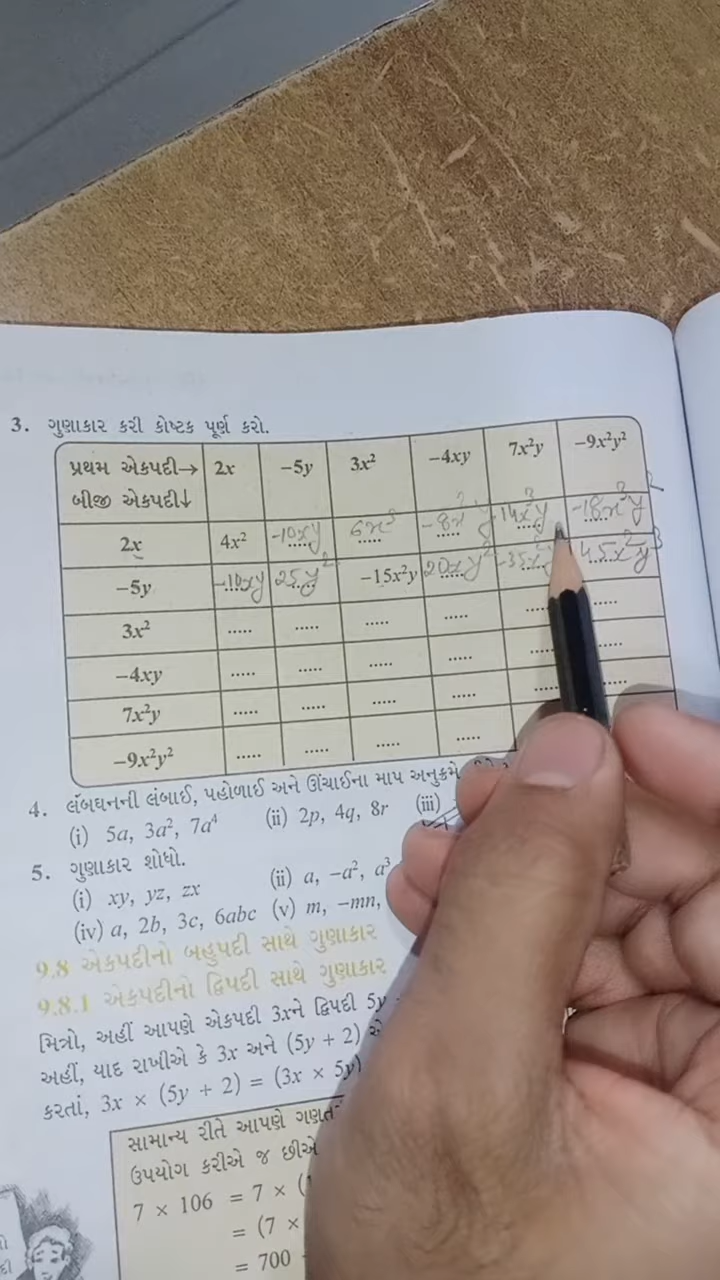 3. ગુણાકાર કરી કોષ્ટક પૂર્ણ કરો.
પ્રથમ એકપદી→ 2x −5y 3x² −4xy 7x²y −9x²y²
બીજી એકપદી↓
2x 4x² -10xy 6x³ -8x²y 14x³y -18x³y²
−5y -10xy 25y² −15x²y 20xy² -35x² 45x²y³
3x² ..... ..... ..... ..... ..... .....
−4xy ..... ..... ..... ..... ..... .....
7x²y ..... ..... ..... ..... ..... .....
−9x²y² ..... ..... ..... .....
4. લંબઘનની લંબાઈ, પહોળાઈ અને ઊંચાઈના માપ અનુક્રમે
(i) 5a, 3a², 7a⁴ (ii) 2p, 4q, 8r (iii)
5. ગુણાકાર શોધો.
(i) xy, yz, zx (ii) a, −a², a³
(iv) a, 2b, 3c, 6abc (v) m, −mn,
9.8 એકપદીનો બહુપદી સાથે ગુણાકાર
9.8.1 એકપદીનો દ્વિપદી સાથે ગુણાકાર
મિત્રો, અહીં આપણે એકપદી 3xને દ્વિપદી 5y
અહીં, યાદ રાખીએ કે 3x અને (5y + 2)
કરતાં, 3x × (5y + 2) = (3x × 5y)
સામાન્ય રીતે આપણે
ઉપયોગ કરીએ જ છીએ
7 × 106 = 7 × (
= (7 ×
= 700